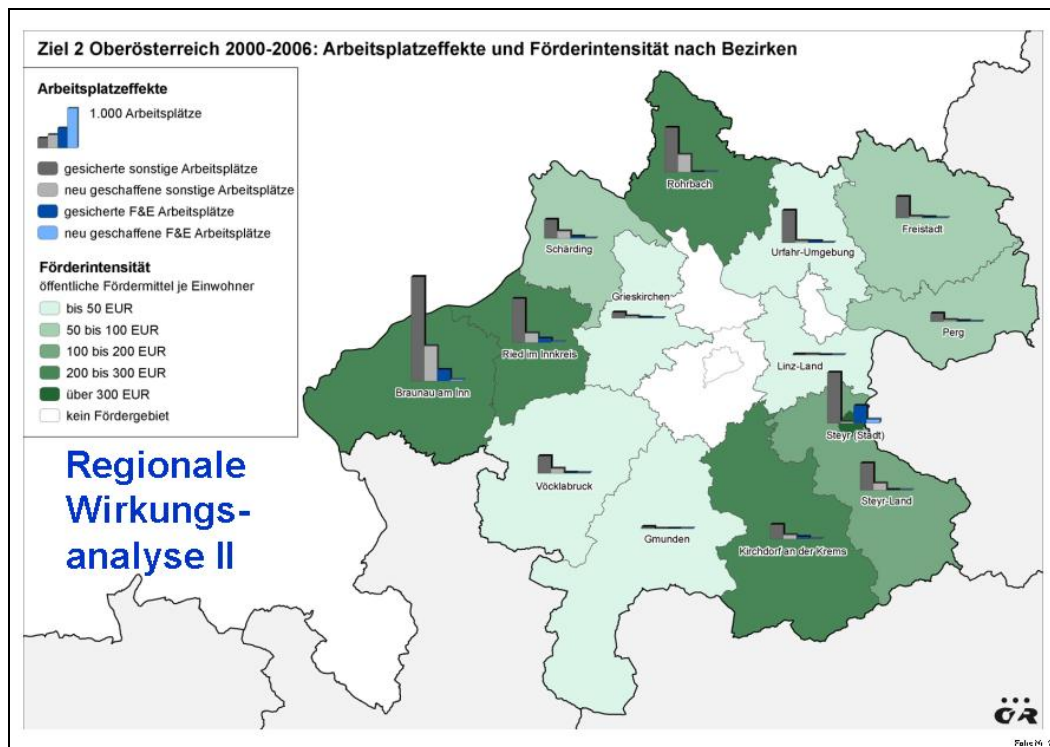 Ziel 2 Oberösterreich 2000-2006: Arbeitsplatzeffekte und Förderintensität nach Bezirken
Arbeitsplatzeffekte
1.000 Arbeitsplätze
gesicherte sonstige Arbeitsplätze
neu geschaffene sonstige Arbeitsplätze
gesicherte F&E Arbeitsplätze
neu geschaffene F&E Arbeitsplätze
Förderintensität
öffentliche Fördermittel je Einwohner
bis 50 EUR
50 bis 100 EUR
100 bis 200 EUR
200 bis 300 EUR
über 300 EUR
kein Fördergebiet
Rohrbach
Freistadt
Schärding
Urfahr-Umgebung
Grieskirchen
Perg
Ried im Innkreis
Linz-Land
Braunau am Inn
Steyr (Stadt)
Vöcklabruck
Steyr-Land
Gmunden
Kirchdorf an der Krems
Regionale
Wirkungs-
analyse II